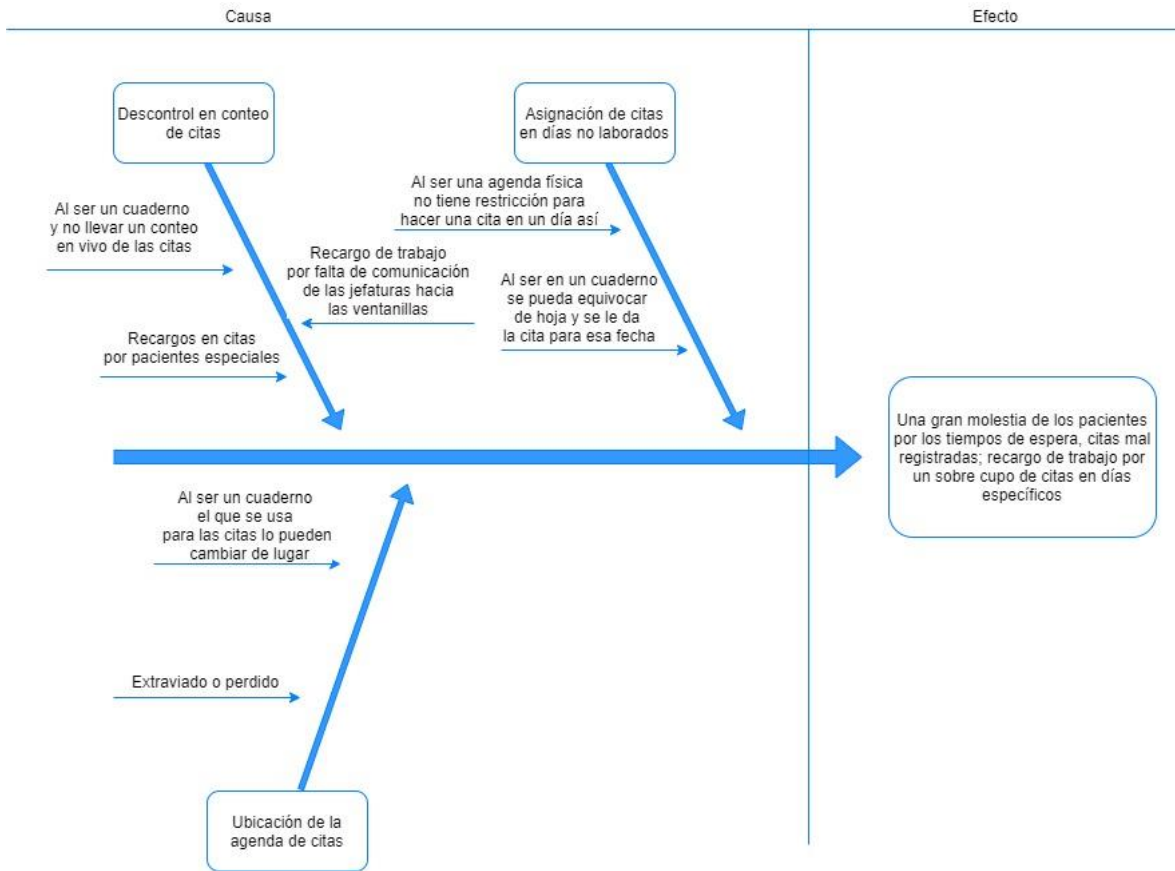 Causa
Efecto
Descontrol en conteo
de citas
Asignación de citas
en días no laborados
Al ser un cuaderno
y no llevar un conteo
en vivo de las citas
Recargo de trabajo
por falta de comunicación
de las jefaturas hacia
las ventanillas
Recargos en citas
por pacientes especiales
Al ser una agenda física
no tiene restricción para
hacer una cita en un día así
Al ser en un cuaderno
se pueda equivocar
de hoja y se le da
la cita para esa fecha
Una gran molestia de los pacientes
por los tiempos de espera, citas mal
registradas; recargo de trabajo por
un sobre cupo de citas en días
específicos
Al ser un cuaderno
el que se usa
para las citas lo pueden
cambiar de lugar
Extraviado o perdido
Ubicación de la
agenda de citas